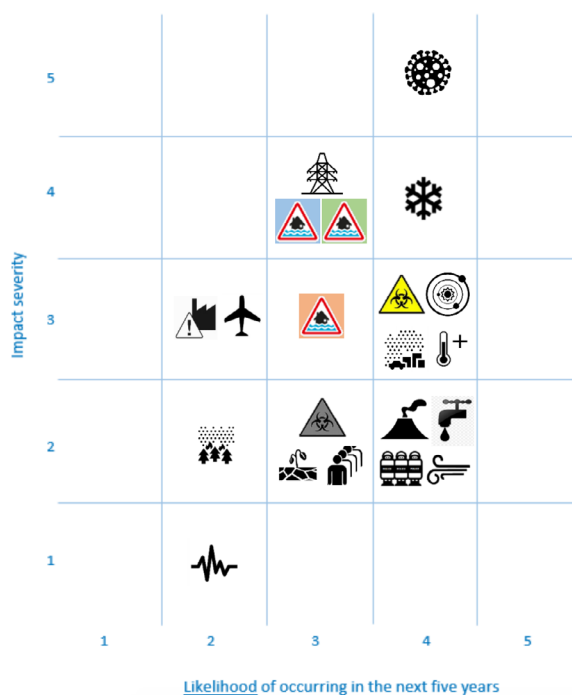 5
4
3
2
1
Impact severity
1 2 3 4 5
Likelihood of occurring in the next five years